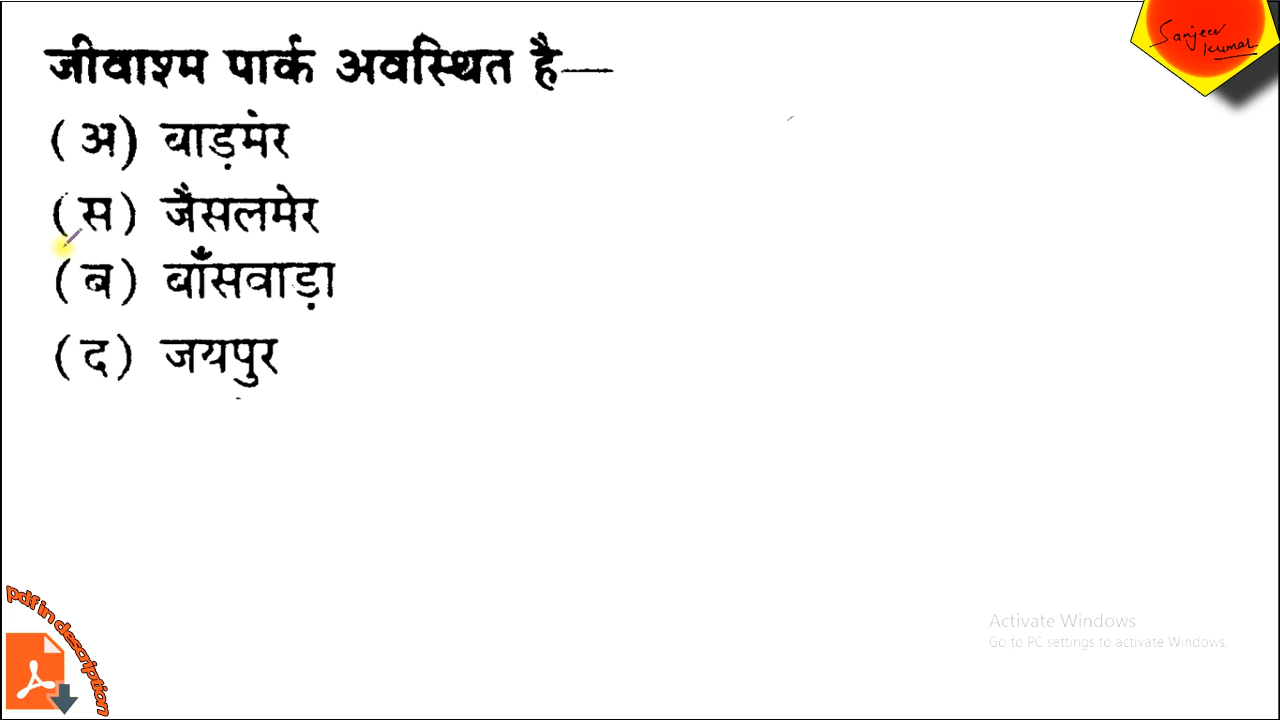 जीवाश्म पार्क अवस्थित है—
(अ) बाड़मेर
(स) जैसलमेर
(ब) बाँसवाड़ा
(द) जयपुर
Sanjeev
Kumar
Activate Windows
Go to PC settings to activate Windows.
pdf in description